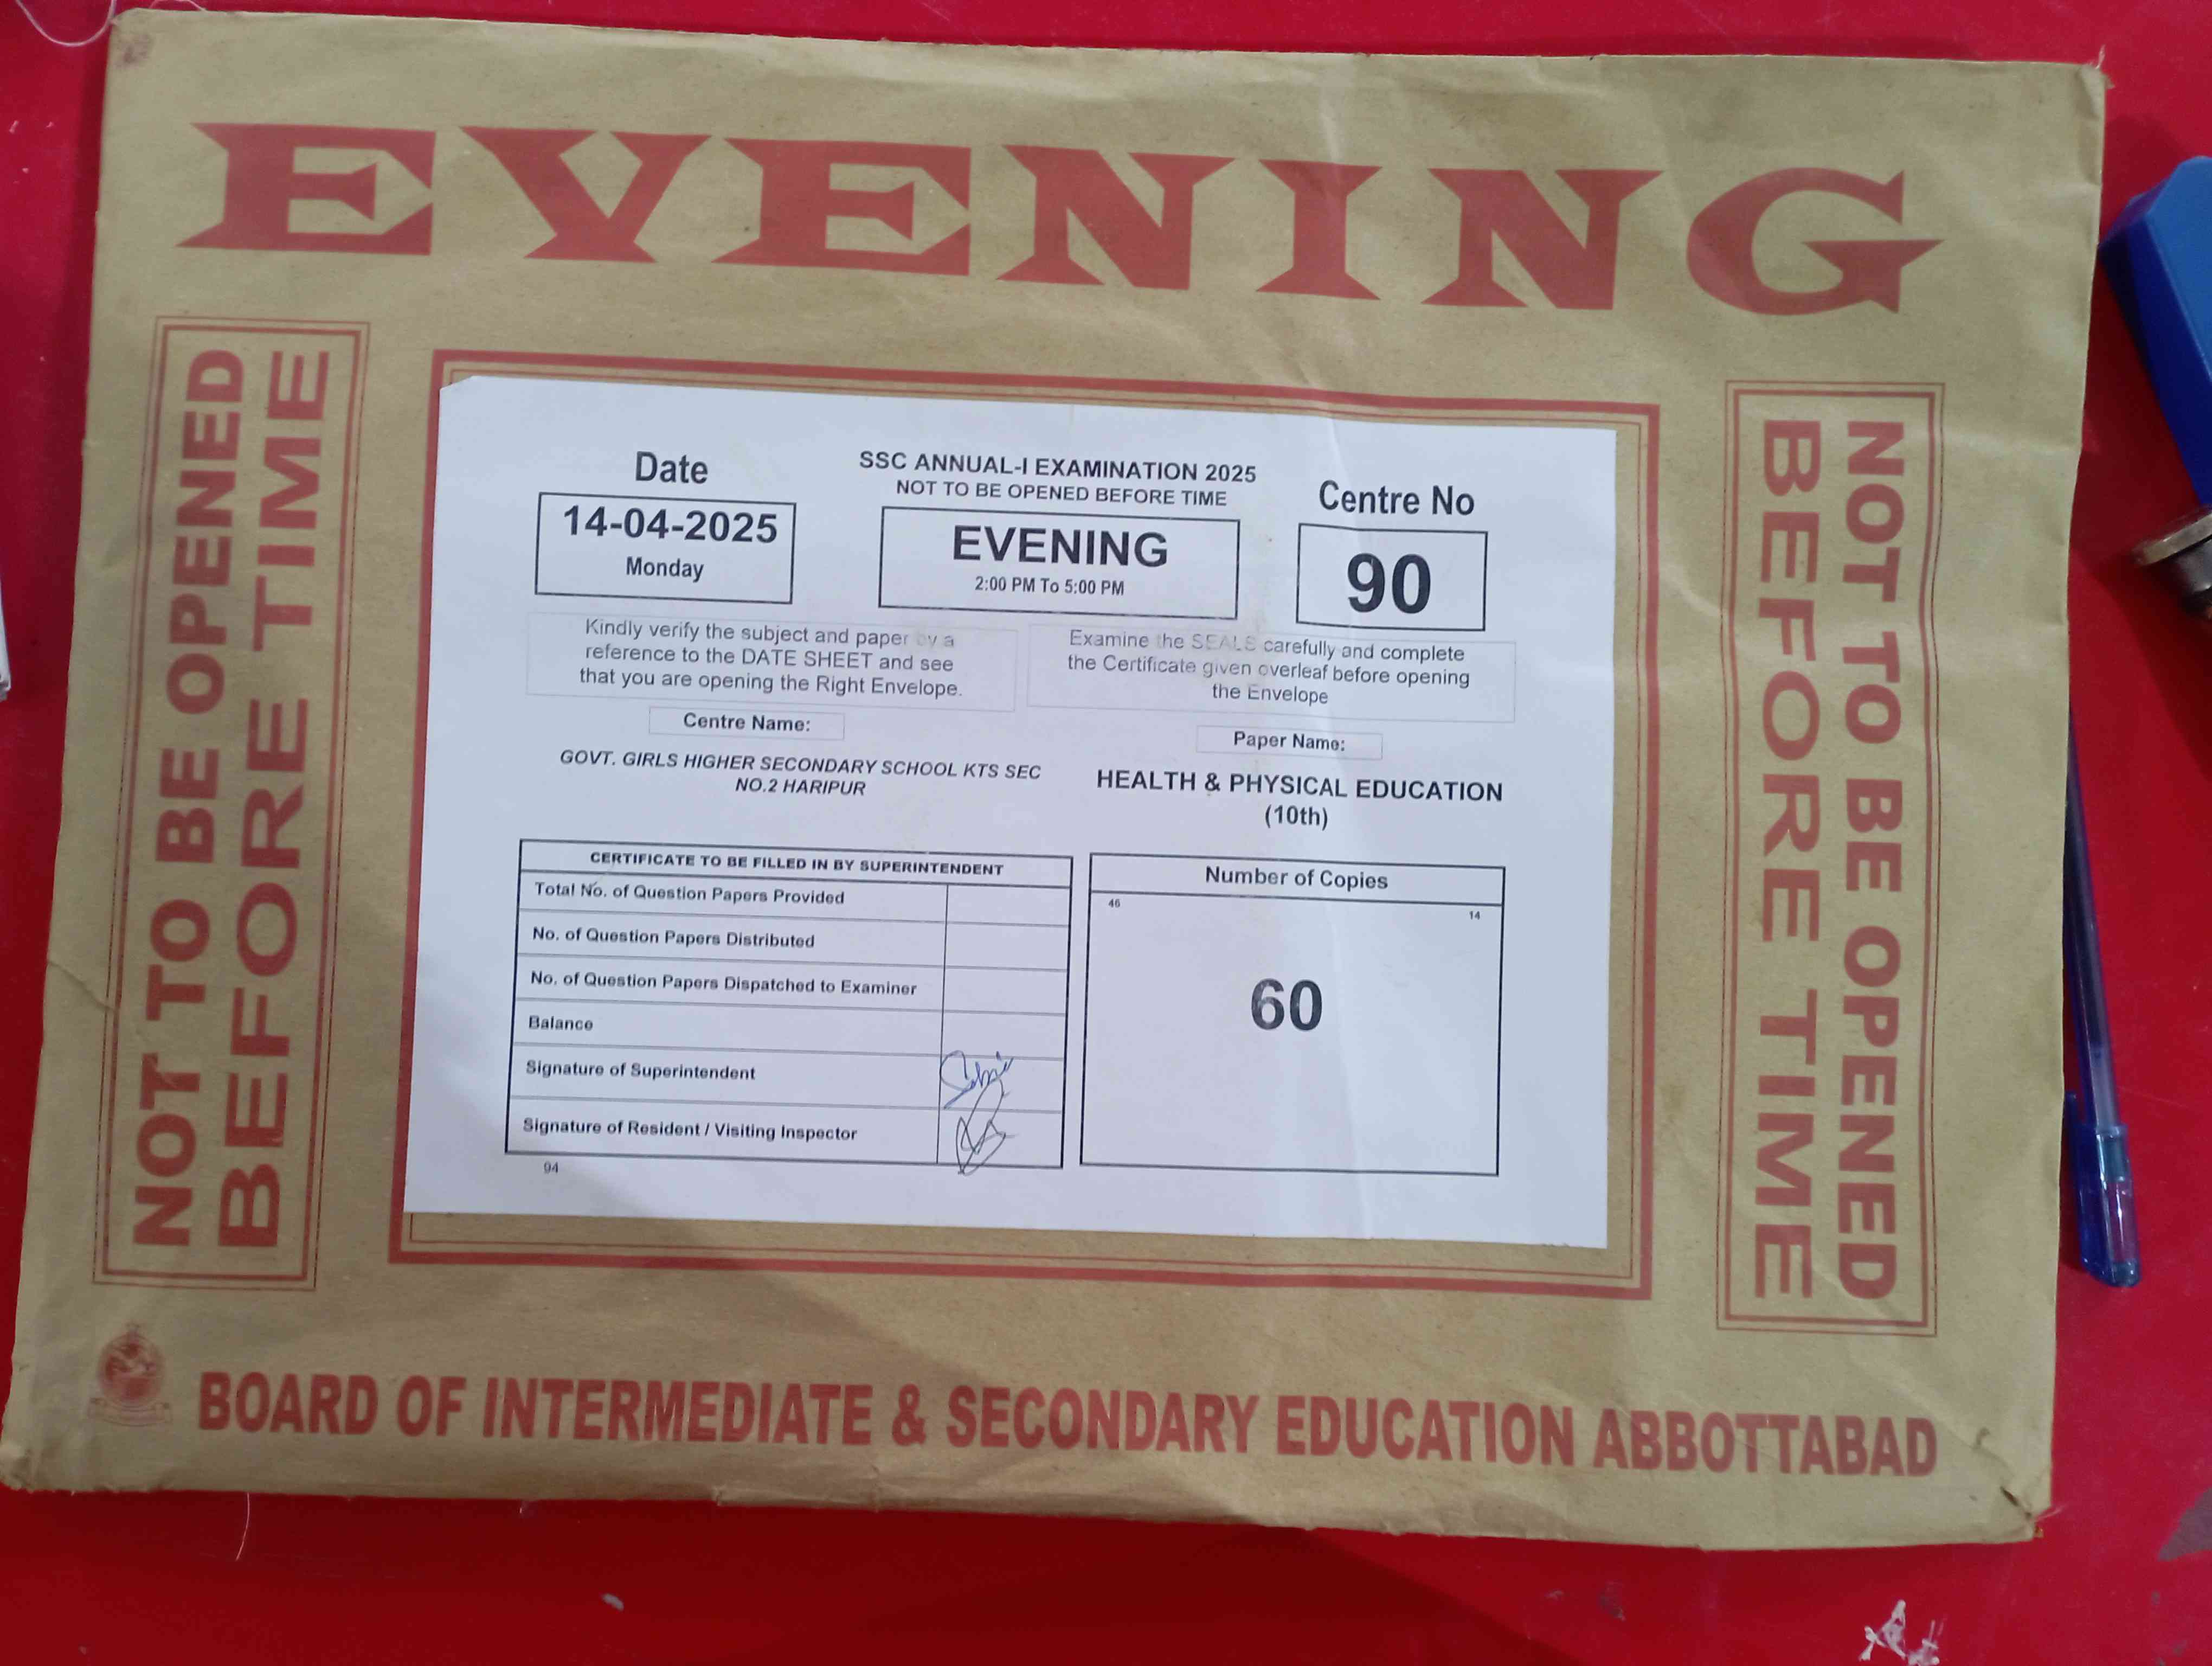 EVENING
NOT TO BE OPENED
BEFORE TIME
Date
14-04-2025
Monday
SSC ANNUAL-I EXAMINATION 2025
NOT TO BE OPENED BEFORE TIME
EVENING
2:00 PM To 5:00 PM
Centre No
90
Kindly verify the subject and paper by a
reference to the DATE SHEET and see
that you are opening the Right Envelope.
Examine the SEALS carefully and complete
the Certificate given overleaf before opening
the Envelope
Centre Name:
GOVT. GIRLS HIGHER SECONDARY SCHOOL KTS SEC
NO.2 HARIPUR
Paper Name:
HEALTH & PHYSICAL EDUCATION
(10th)
CERTIFICATE TO BE FILLED IN BY SUPERINTENDENT
Total No. of Question Papers Provided
No. of Question Papers Distributed
No. of Question Papers Dispatched to Examiner
Balance
Signature of Superintendent
Signature of Resident / Visiting Inspector
94
Number of Copies
46
14
60
NOT TO BE OPENED
BEFORE TIME
BOARD OF INTERMEDIATE & SECONDARY EDUCATION ABBOTTABAD